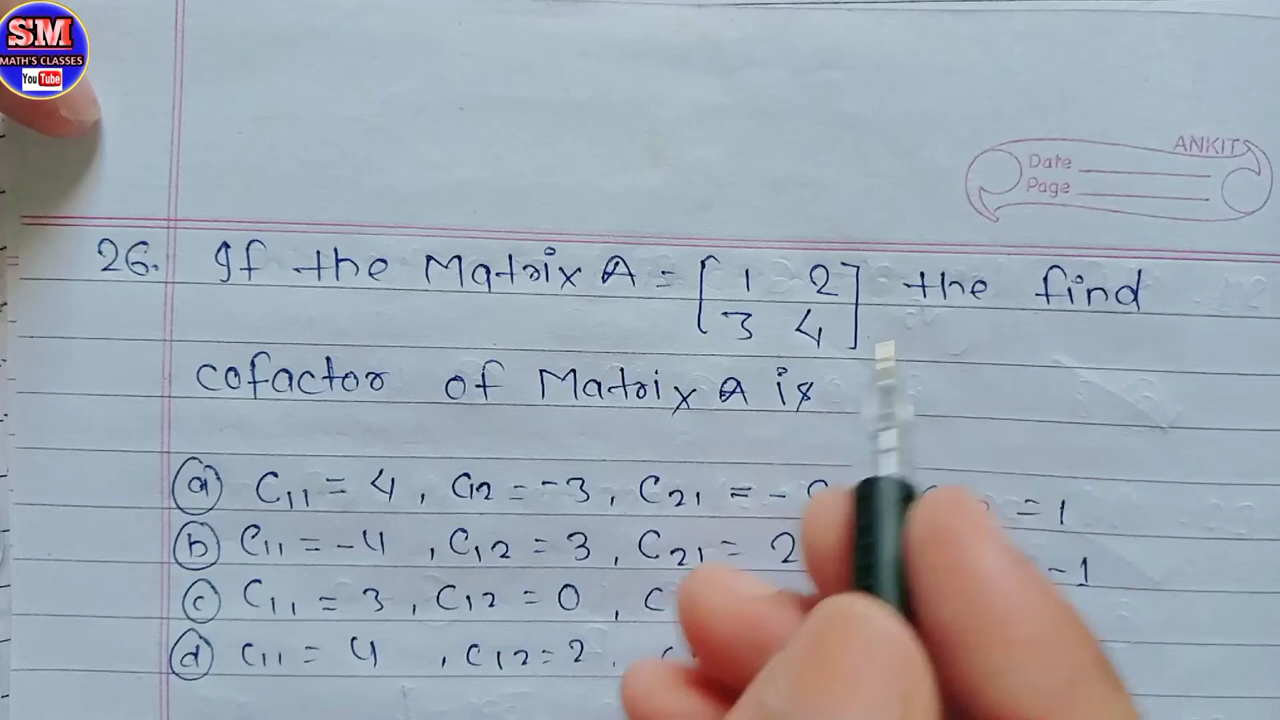 SM
MATH'S CLASSES
YouTube
ANKIT
Date
Page
26. If the Matrix A = [1 2
3 4] the find
cofactor of Matrix A is
(a) C11 = 4, C12 = -3, C21 = - = 1
(b) C11 = -4, C12 = 3, C21 = 2 -1
(c) C11 = 3, C12 = 0, C
(d) C11 = 4, C12 = 2.